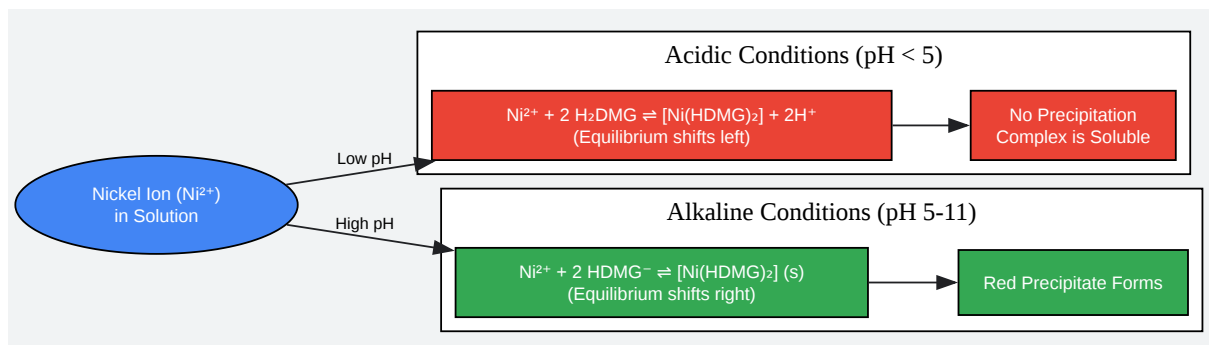 Nickel Ion (Ni²⁺)
in Solution
Low pH
High pH
Acidic Conditions (pH < 5)
Ni²⁺ + 2 H₂DMG ⇌ [Ni(HDMG)₂] + 2H⁺
(Equilibrium shifts left)
No Precipitation
Complex is Soluble
Alkaline Conditions (pH 5-11)
Ni²⁺ + 2 HDMG⁻ ⇌ [Ni(HDMG)₂] (s)
(Equilibrium shifts right)
Red Precipitate Forms